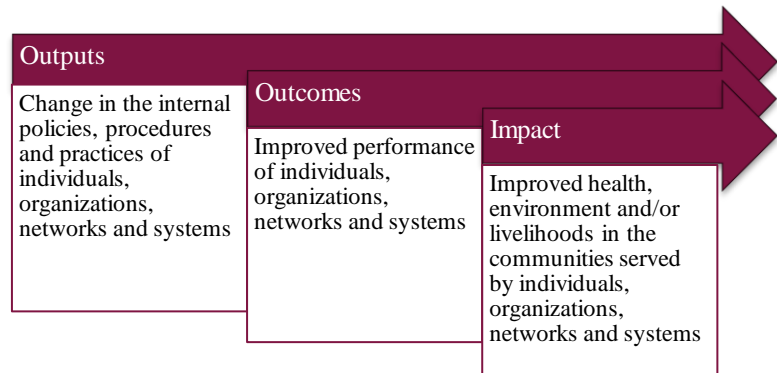 Outputs
Change in the internal
policies, procedures
and practices of
individuals,
organizations,
networks and systems
Outcomes
Improved performance
of individuals,
organizations,
networks and systems
Impact
Improved health,
environment and/or
livelihoods in the
communities served
by individuals,
organizations,
networks and systems